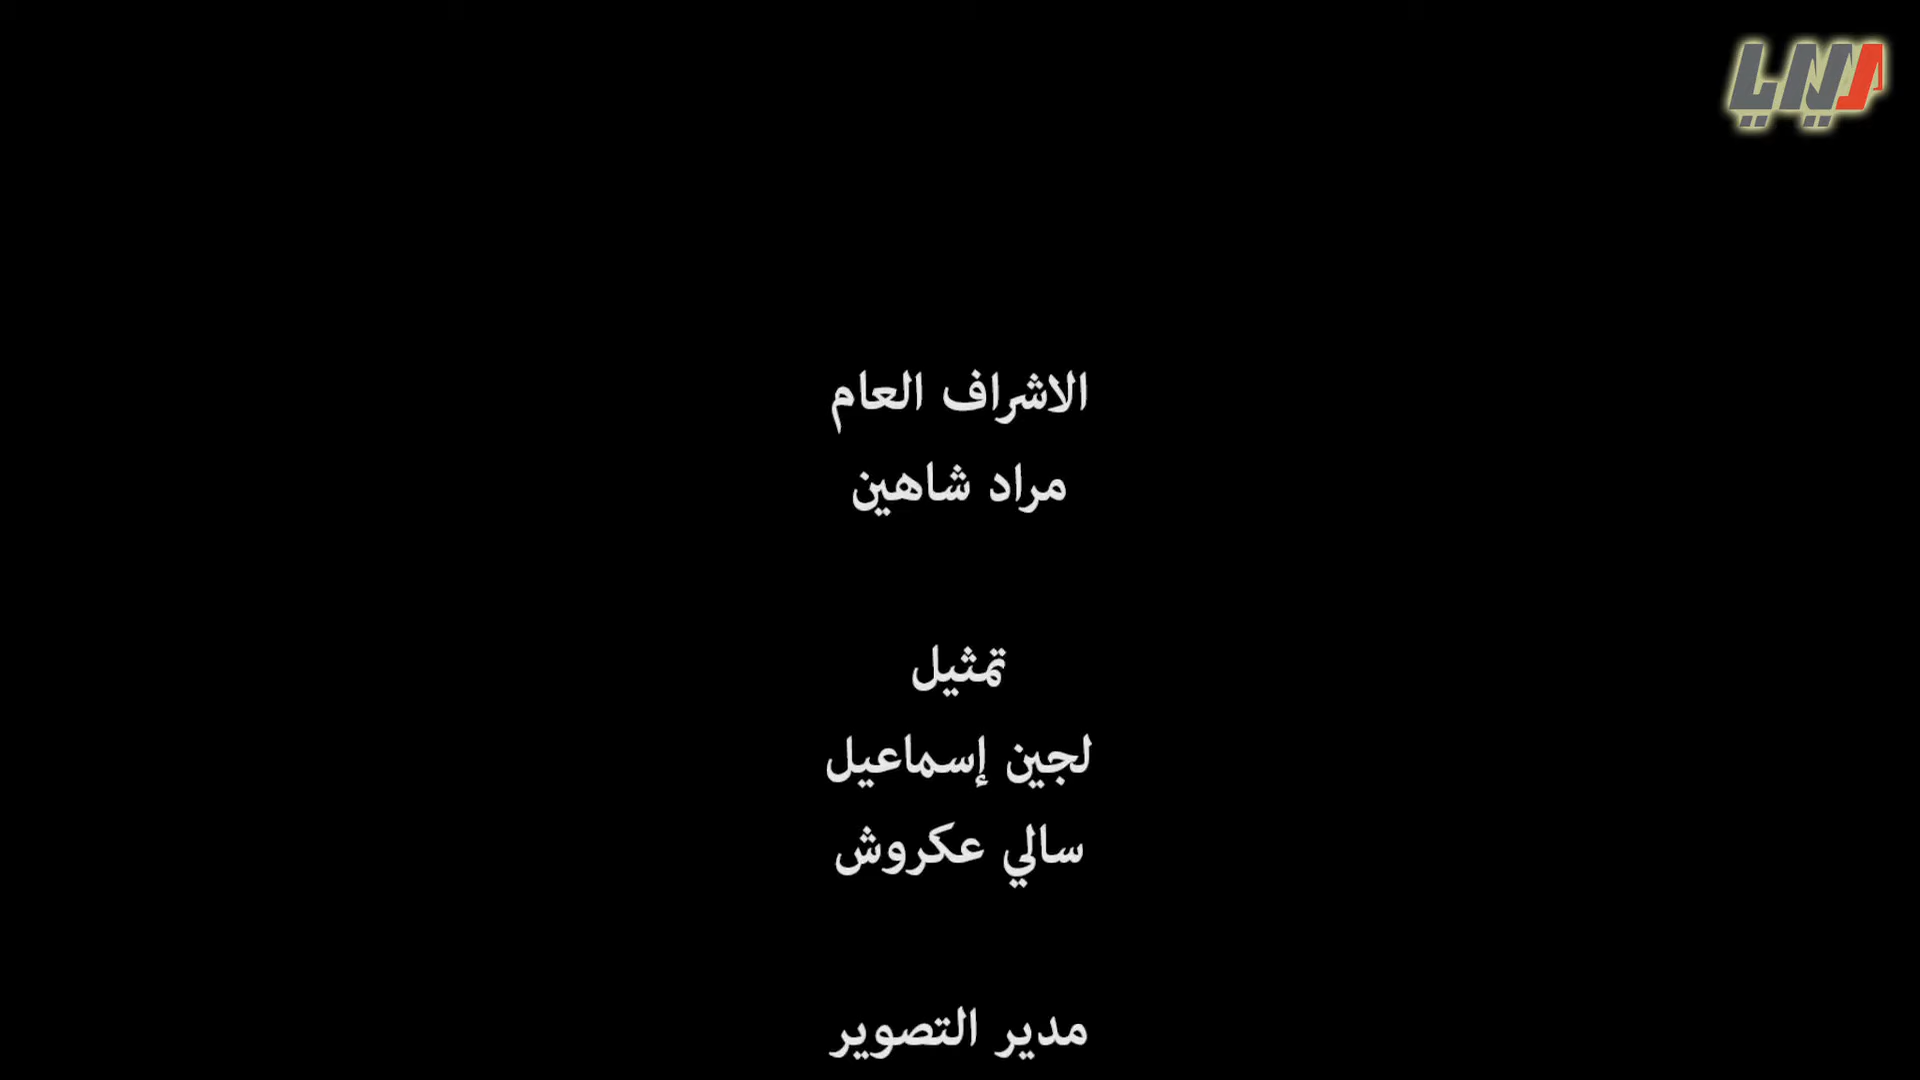 الاشراف العام
مراد شاهين
تمثيل
لجين إسماعيل
سالي عكروش
مدير التصوير